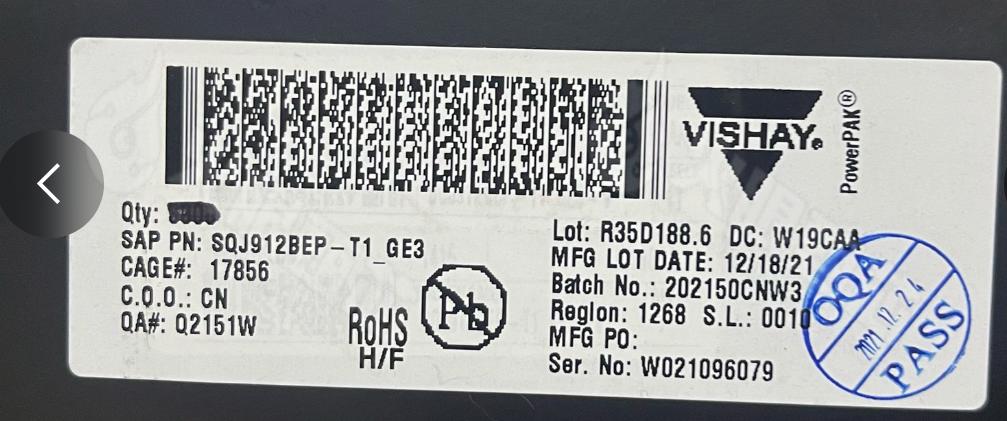 VISHAY®
PowerPAK®
Qty:
SAP PN: SQJ912BEP-T1_GE3
CAGE#: 17856
C.O.O.: CN
QA#: Q2151W
RoHS
H/F
Pb
Lot: R35D188.6 DC: W19CAA
MFG LOT DATE: 12/18/21
Batch No.: 202150CNW3
Region: 1268 S.L.: 0010
MFG PO:
Ser. No: W021096079
OQA
2021.12.24
PASS